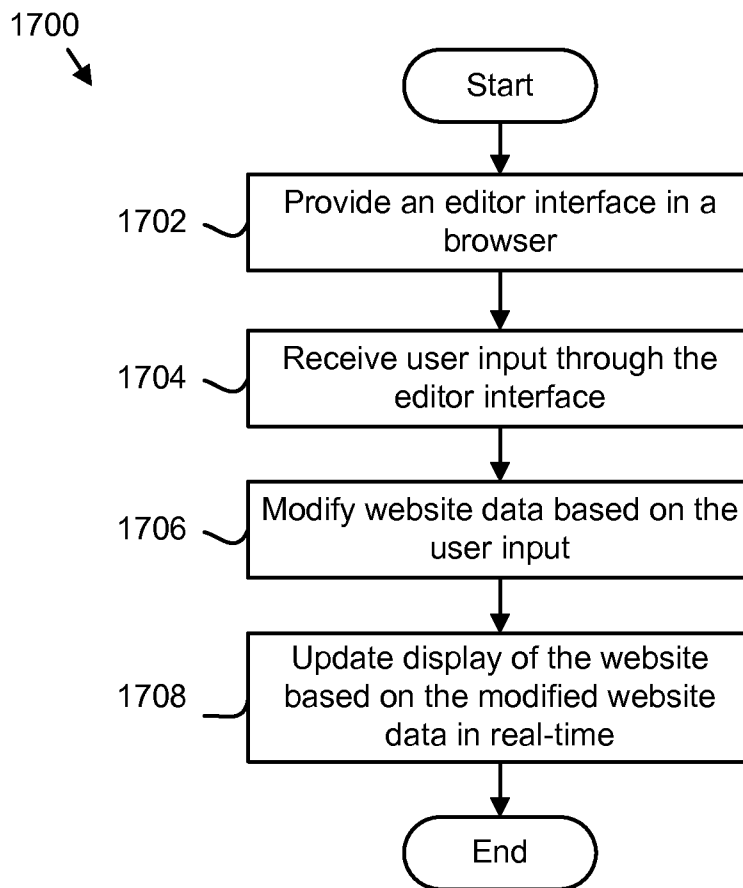 1700
Start
1702
Provide an editor interface in a
browser
1704
Receive user input through the
editor interface
1706
Modify website data based on the
user input
1708
Update display of the website
based on the modified website
data in real-time
End